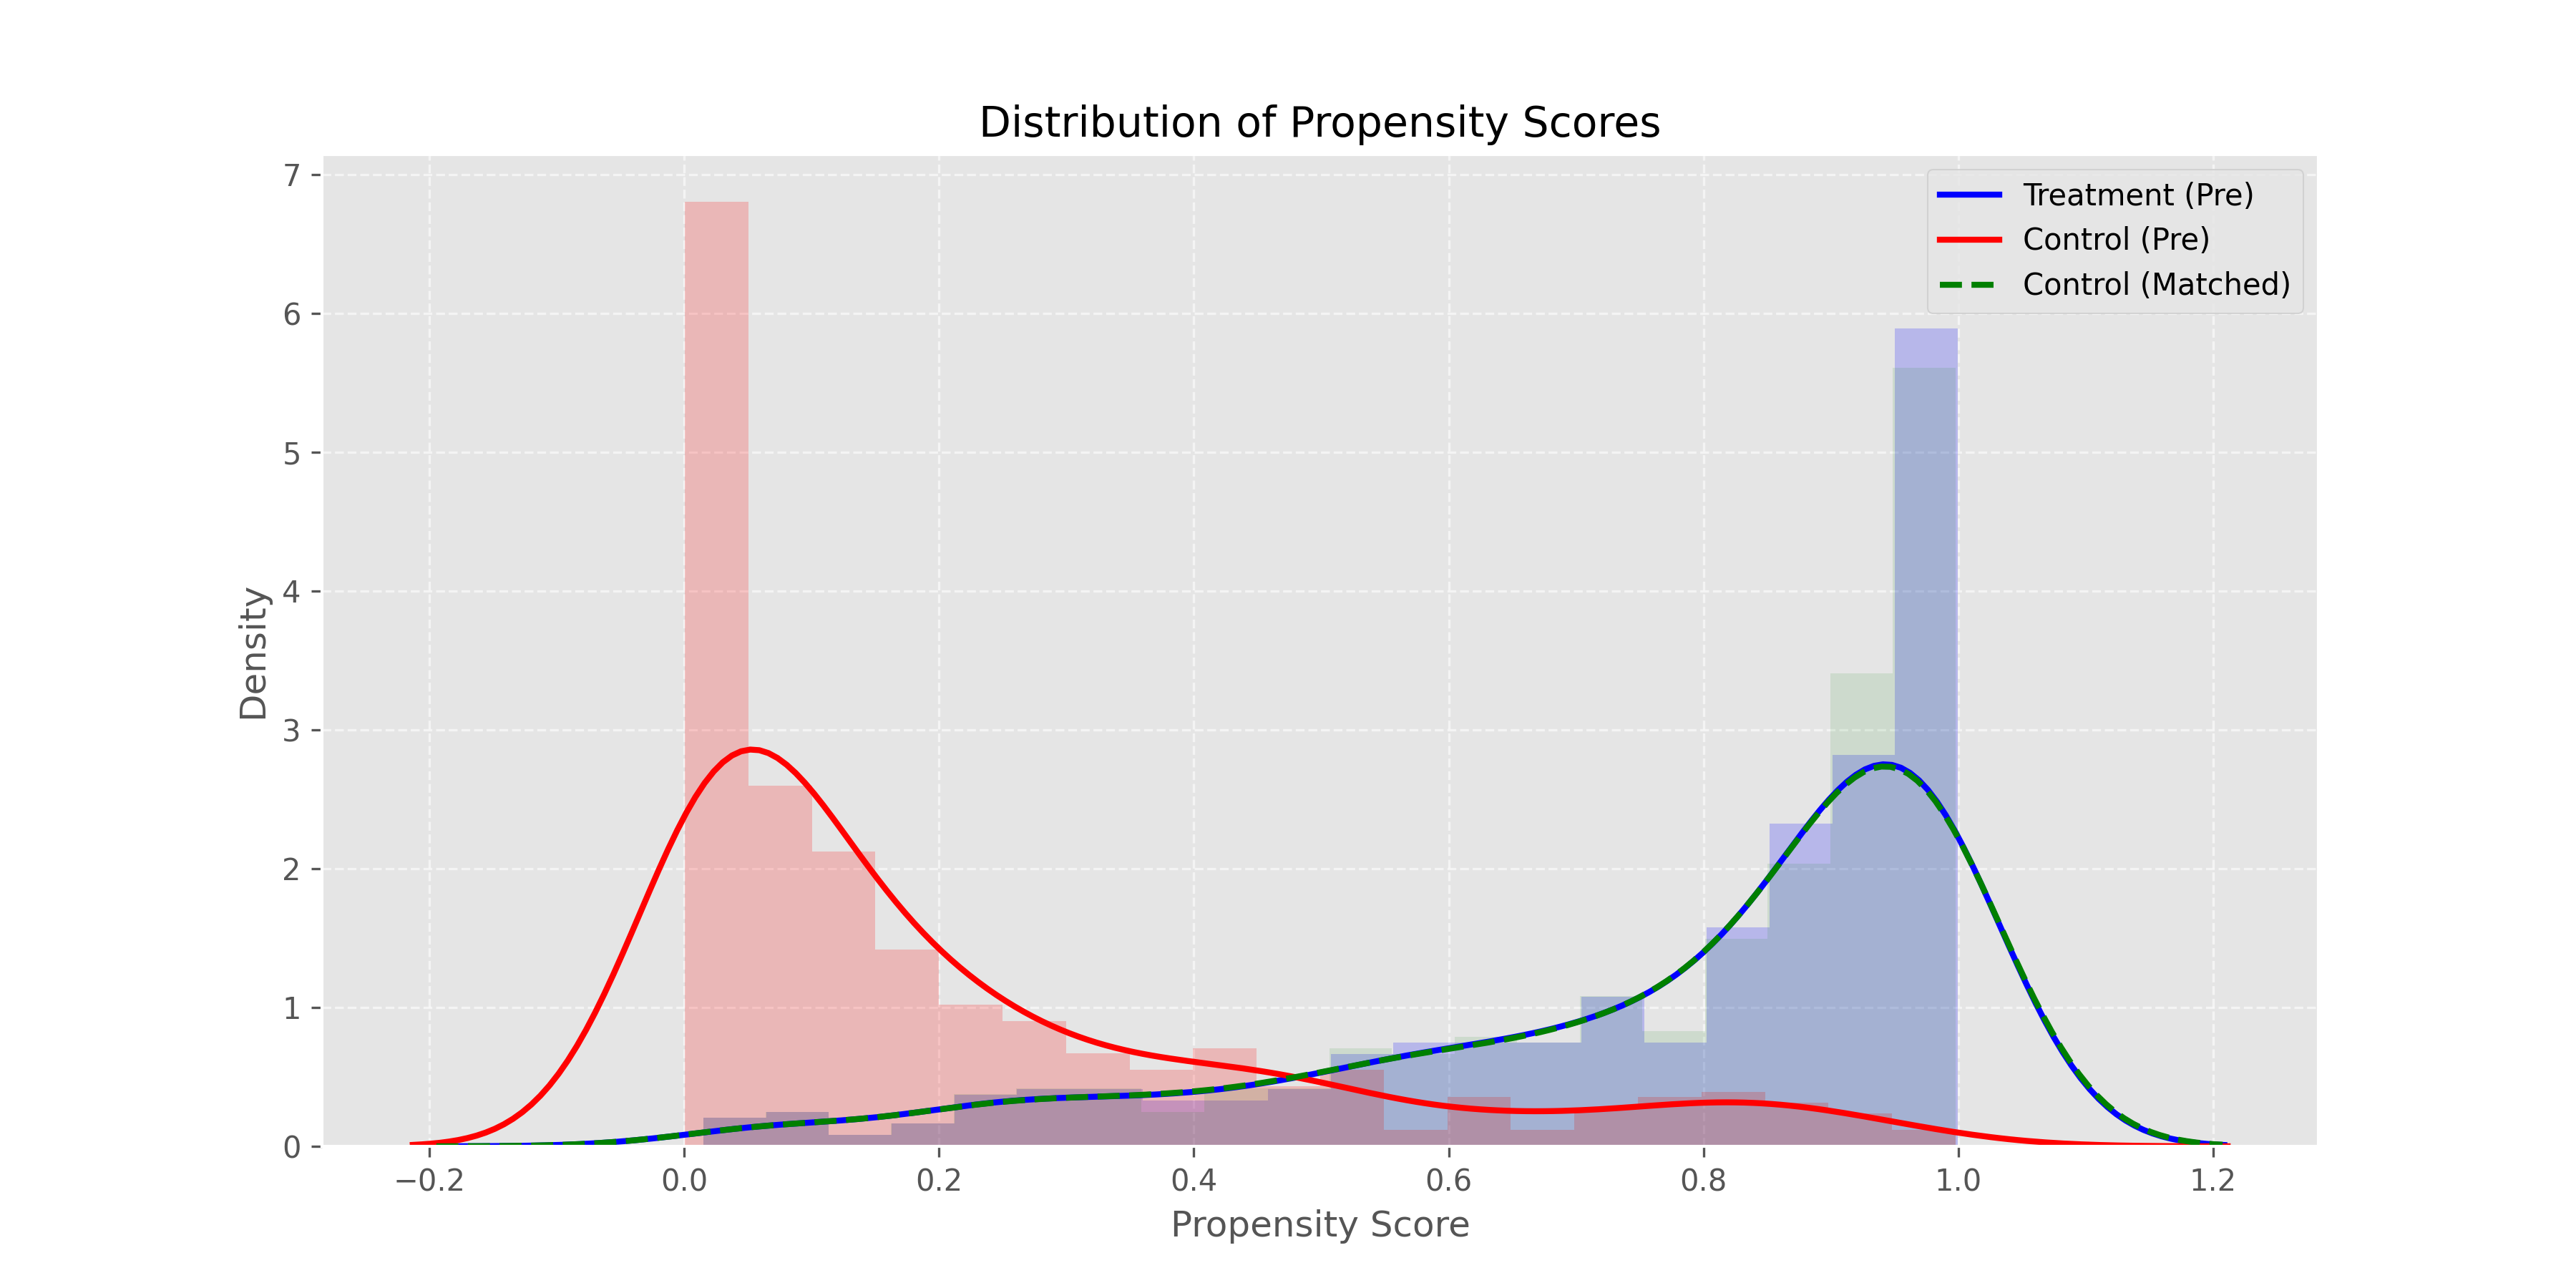 Distribution of Propensity Scores
Treatment (Pre)
Control (Pre)
Control (Matched)
Density
7
6
5
4
3
2
1
0
−0.2
0.0
0.2
0.4
0.6
0.8
1.0
1.2
Propensity Score